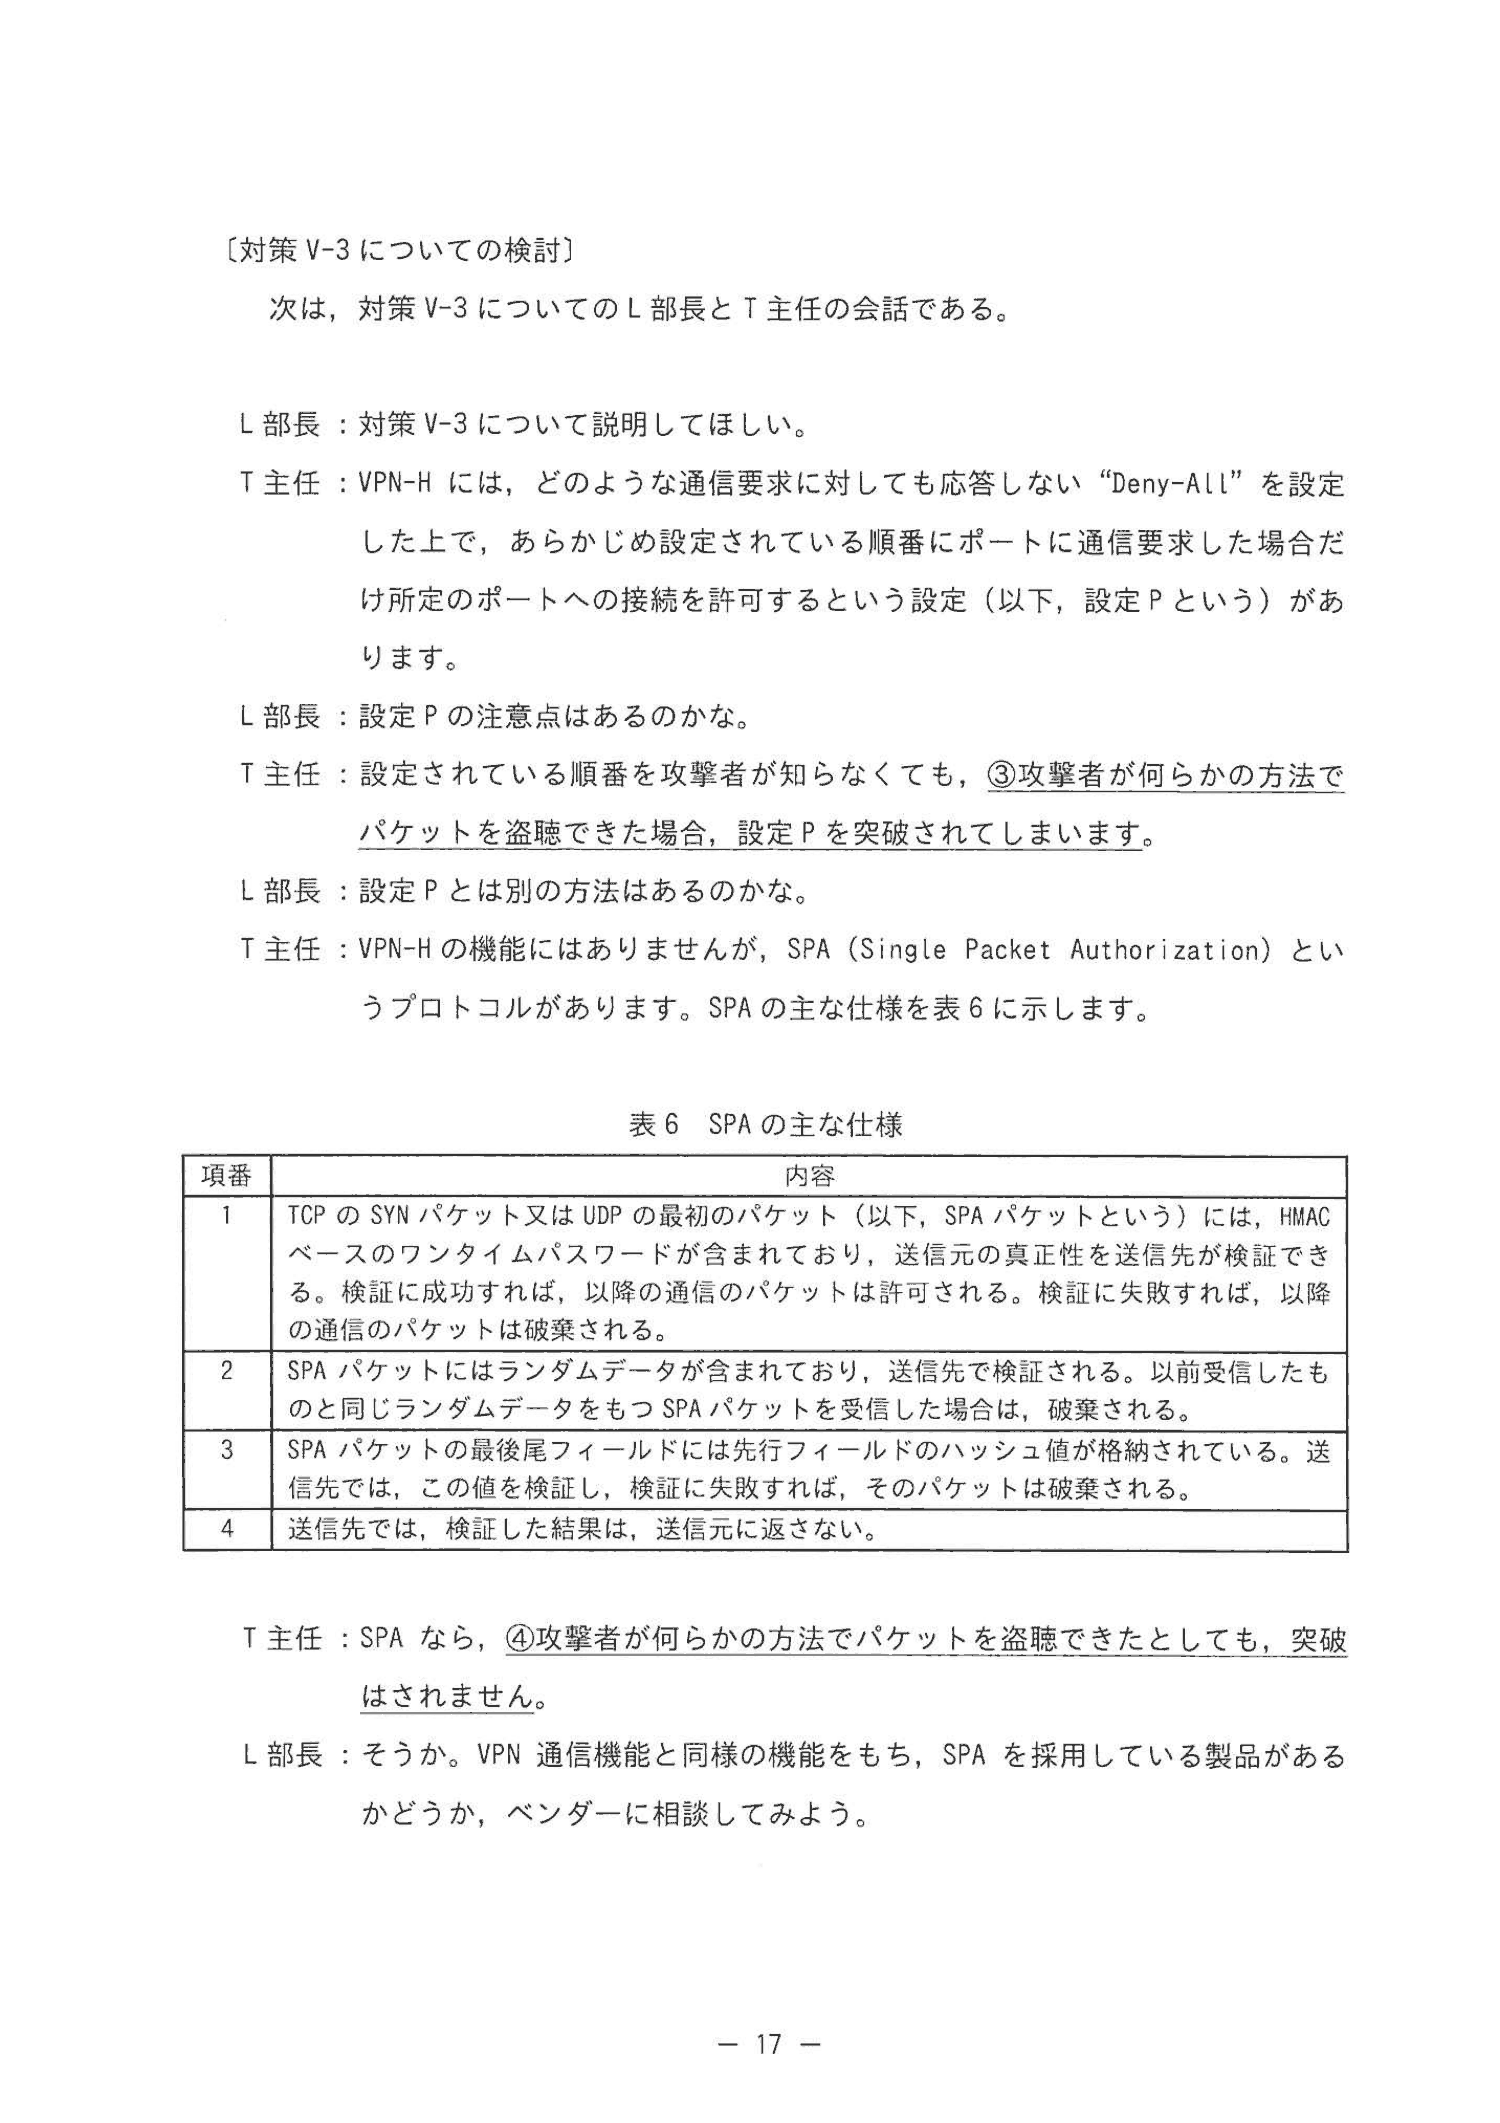 〔対策 V-3 についての検討〕
次は，対策 V-3 についての L 部長と T 主任の会話である。
L 部長 ：対策 V-3 について説明してほしい。
T 主任 ：VPN-H には，どのような通信要求に対しても応答しない “Deny-All” を設定
した上で，あらかじめ設定されている順番にポートに通信要求した場合だ
け所定のポートへの接続を許可するという設定（以下，設定 P という）があ
ります。
L 部長 ：設定 P の注意点はあるのかな。
T 主任 ：設定されている順番を攻撃者が知らなくても，③攻撃者が何らかの方法で
パケットを盗聴できた場合，設定 P を突破されてしまいます。
L 部長 ：設定 P とは別の方法はあるのかな。
T 主任 ：VPN-H の機能にはありませんが，SPA（Single Packet Authorization）とい
うプロトコルがあります。SPA の主な仕様を表 6 に示します。
表 6 SPA の主な仕様
項番 内容
1 TCP の SYN パケット又は UDP の最初のパケット（以下，SPA パケットという）には，HMAC
ベースのワンタイムパスワードが含まれており，送信元の真正性を送信先が検証でき
る。検証に成功すれば，以降の通信のパケットは許可される。検証に失敗すれば，以降
の通信のパケットは破棄される。
2 SPA パケットにはランダムデータが含まれており，送信先で検証される。以前受信したも
のと同じランダムデータをもつ SPA パケットを受信した場合は，破棄される。
3 SPA パケットの最後尾フィールドには先行フィールドのハッシュ値が格納されている。送
信先では，この値を検証し，検証に失敗すれば，そのパケットは破棄される。
4 送信先では，検証した結果は，送信元に返さない。
T 主任 ：SPA なら，④攻撃者が何らかの方法でパケットを盗聴できたとしても，突破
はされません。
L 部長 ：そうか。VPN 通信機能と同様の機能をもち，SPA を採用している製品がある
かどうか，ベンダーに相談してみよう。
－ 17 －